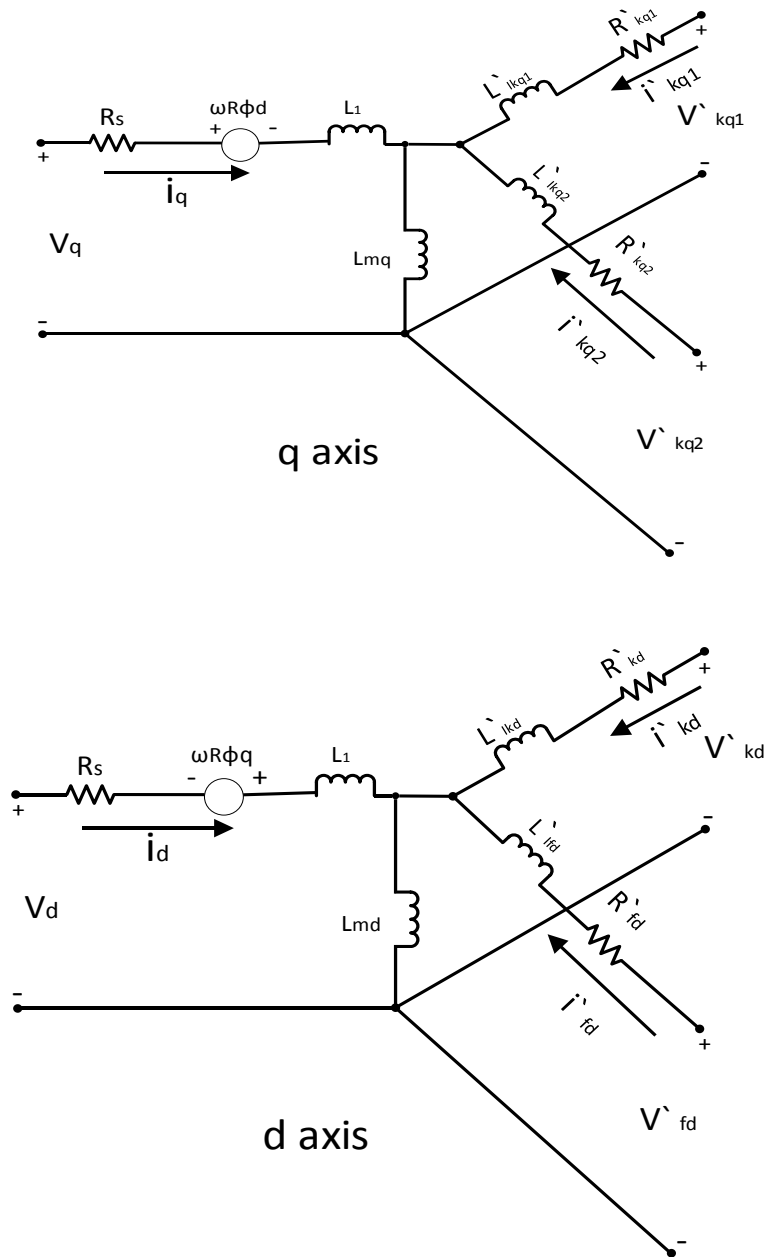 R`kq1
+
L`lkq1
i`kq1
V`kq1
Rs
ωRϕd
+ -
L1
+
iq
-
L`lkq2
Vq
Lmq
R`kq2
i`kq2
-
+
V`kq2
q axis
-
R`kd
+
L`lkd
i`kd
V`kd
Rs
ωRϕq
- +
L1
+
id
-
L`lfd
Vd
Lmd
R`fd
i`fd
-
+
V`fd
d axis
-